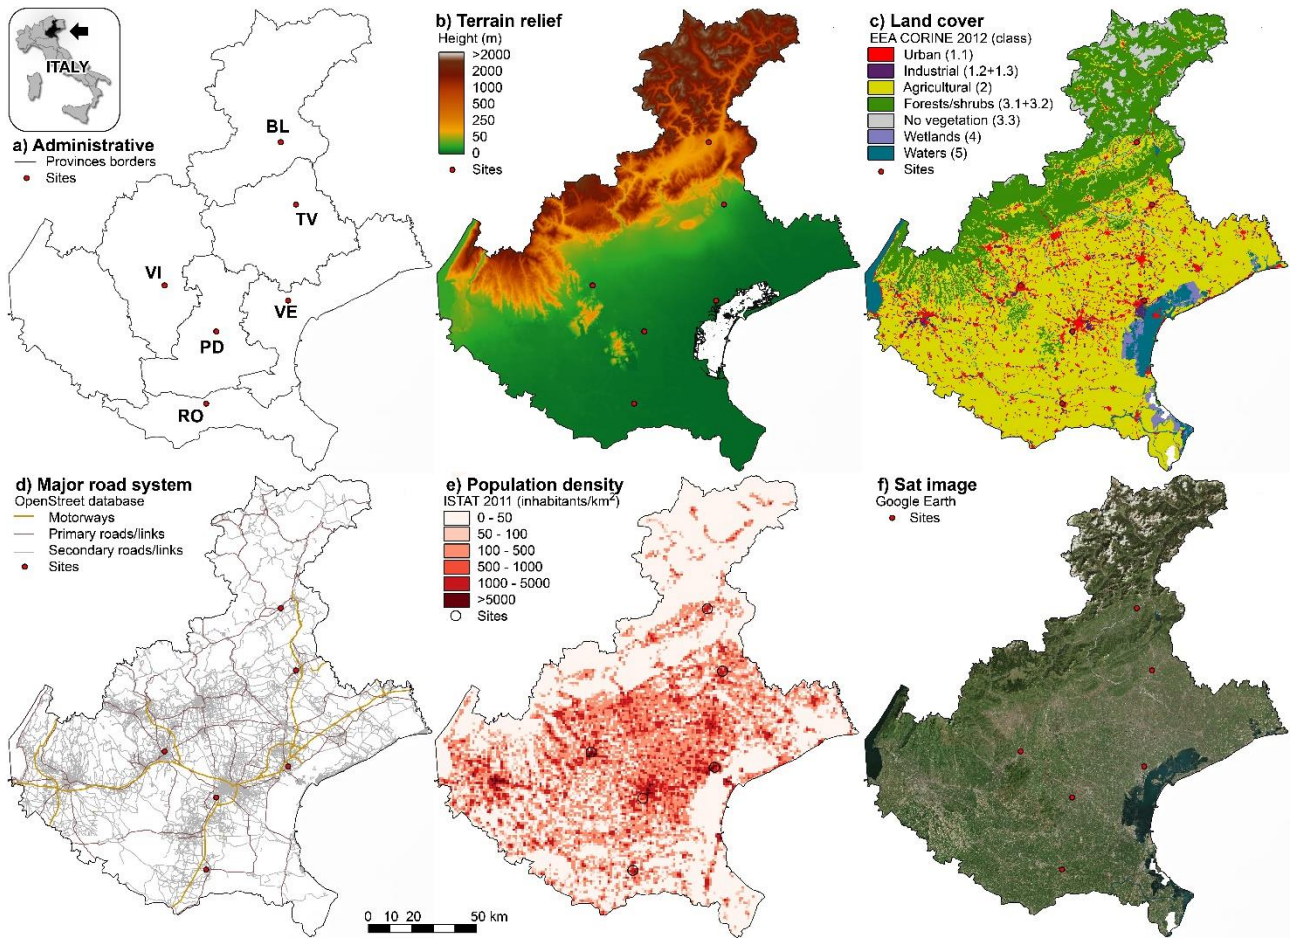 ITALY
a) Administrative
Provinces borders
Sites
BL
TV
VI
VE
PD
RO
b) Terrain relief
Height (m)
>2000
2000
1000
500
250
50
0
Sites
c) Land cover
EEA CORINE 2012 (class)
Urban (1.1)
Industrial (1.2+1.3)
Agricultural (2)
Forests/shrubs (3.1+3.2)
No vegetation (3.3)
Wetlands (4)
Waters (5)
Sites
d) Major road system
OpenStreet database
Motorways
Primary roads/links
Secondary roads/links
Sites
0 10 20 50 km
e) Population density
ISTAT 2011 (inhabitants/km²)
0 - 50
50 - 100
100 - 500
500 - 1000
1000 - 5000
>5000
Sites
f) Sat image
Google Earth
Sites